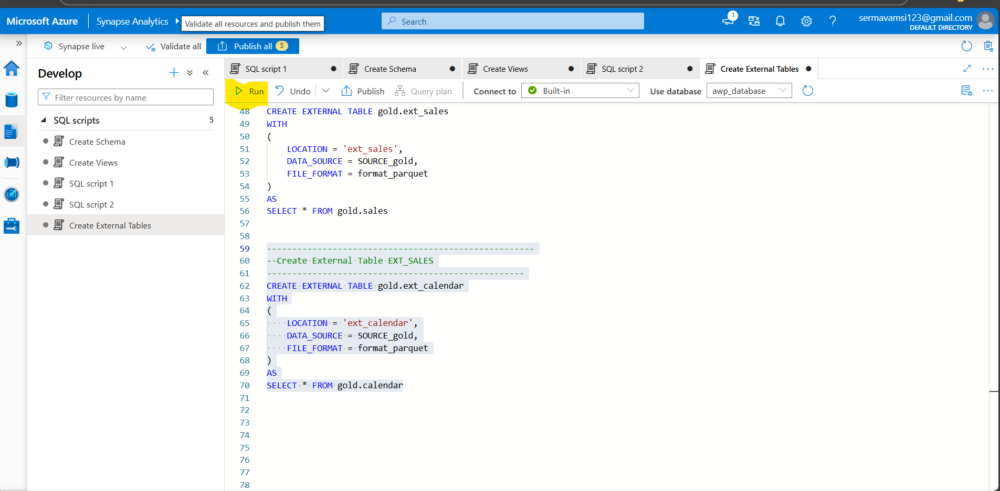 Microsoft Azure
Synapse Analytics
Validate all resources and publish them
Search
1
sermavamsi123@gmail.com
DEFAULT DIRECTORY
Synapse live
Validate all
Publish all 5
Develop
Filter resources by name
SQL scripts 5
Create Schema
Create Views
SQL script 1
SQL script 2
Create External Tables
SQL script 1
Create Schema
Create Views
SQL script 2
Create External Tables
Run
Undo
Publish
Query plan
Connect to
Built-in
Use database
awp_database
48 CREATE EXTERNAL TABLE gold.ext_sales
49 WITH
50 (
51 LOCATION = 'ext_sales',
52 DATA_SOURCE = SOURCE_gold,
53 FILE_FORMAT = format_parquet
54 )
55 AS
56 SELECT * FROM gold.sales
57
58
59 -----------------------------------------------------
60 --Create External Table EXT_SALES
61 ---------------------------------------------------
62 CREATE EXTERNAL TABLE gold.ext_calendar
63 WITH
64 (
65 LOCATION = 'ext_calendar',
66 DATA_SOURCE = SOURCE_gold,
67 FILE_FORMAT = format_parquet
68 )
69 AS
70 SELECT * FROM gold.calendar
71
72
73
74
75
76
77
78